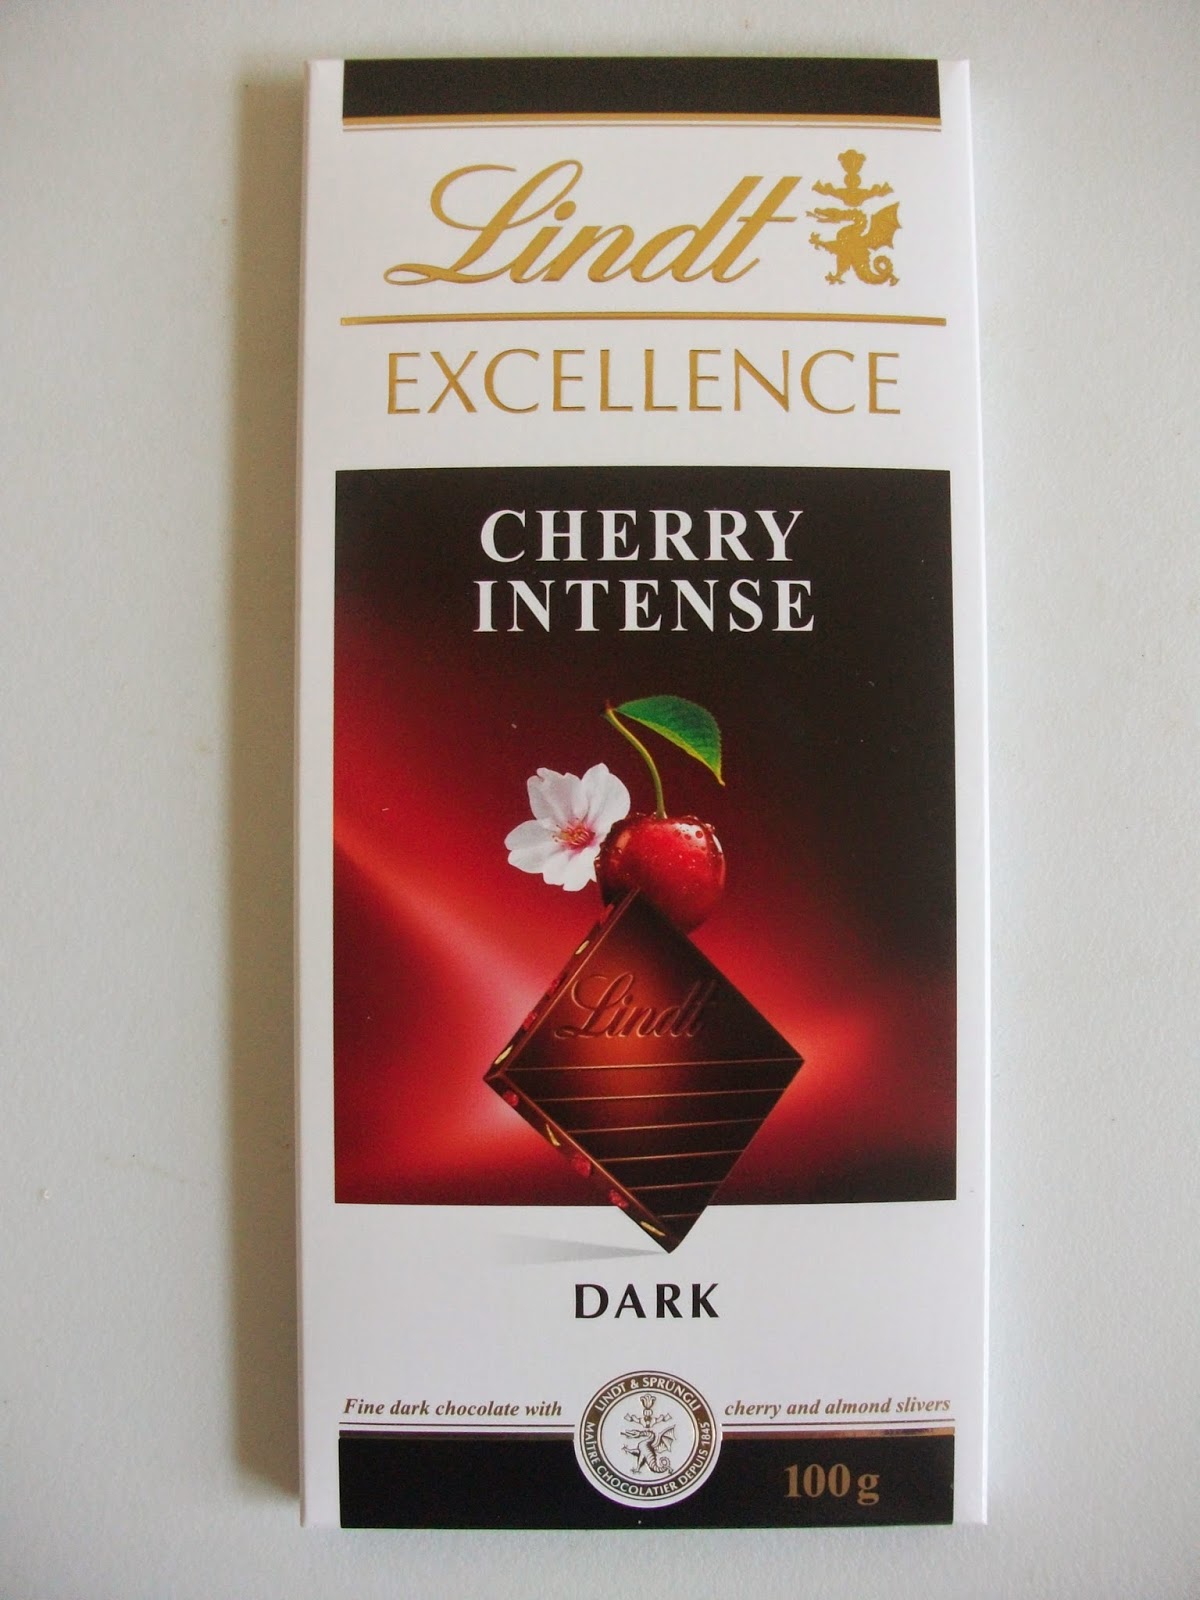 Lindt
EXCELLENCE
CHERRY
INTENSE
Lindt
DARK
Fine dark chocolate with cherry and almond slivers
LINDT & SPRÜNGLI
MAÎTRE CHOCOLATIER DEPUIS 1845
100 g